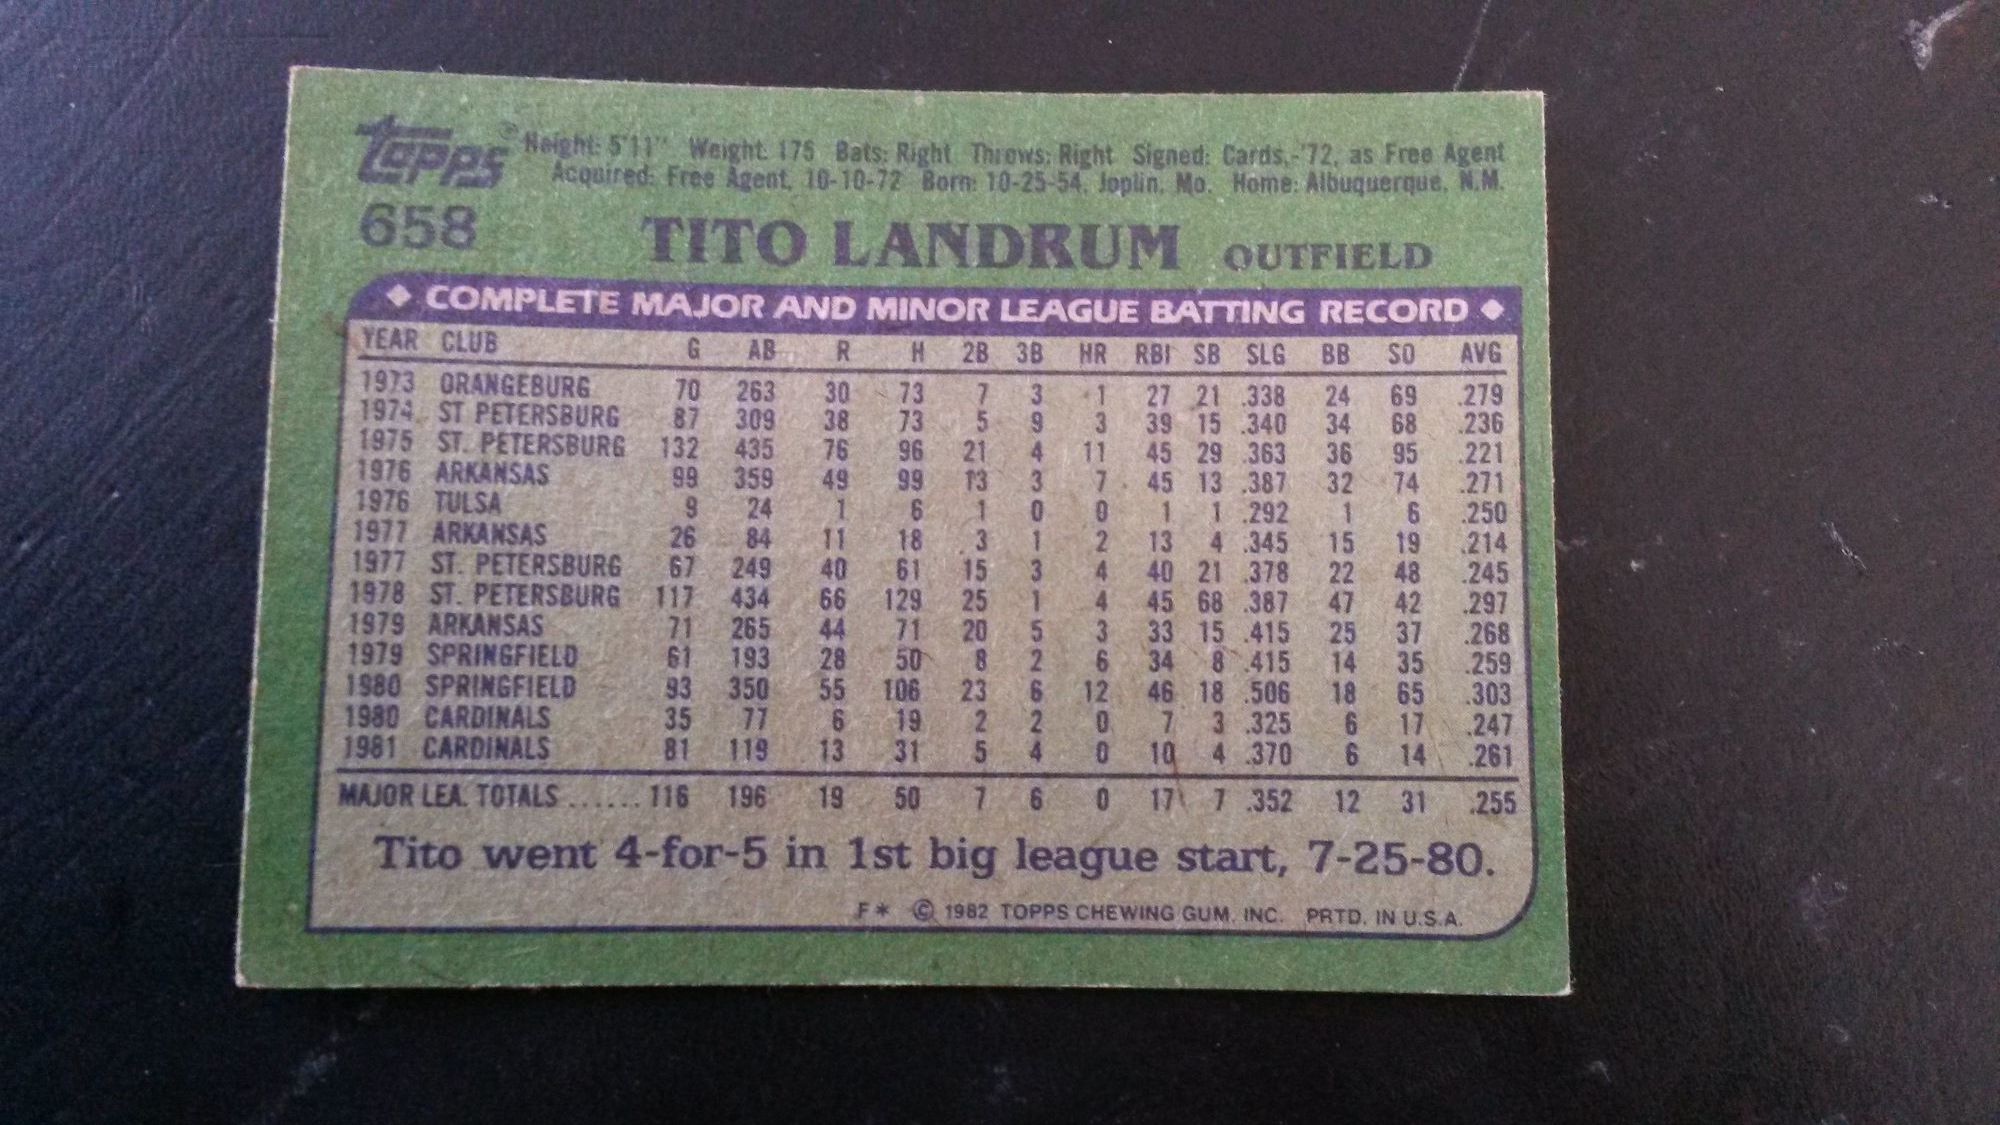 topps® Height: 5'11" Weight: 175 Bats: Right Throws: Right Signed: Cards,-'72, as Free Agent
Acquired: Free Agent, 10-10-72 Born: 10-25-54, Joplin, Mo. Home: Albuquerque, N.M.
658 TITO LANDRUM OUTFIELD
◆ COMPLETE MAJOR AND MINOR LEAGUE BATTING RECORD ◆
YEAR CLUB G AB R H 2B 3B HR RBI SB SLG BB SO AVG
1973 ORANGEBURG 70 263 30 73 7 3 1 27 21 .338 24 69 .279
1974 ST PETERSBURG 87 309 38 73 5 9 3 39 15 .340 34 68 .236
1975 ST. PETERSBURG 132 435 76 96 21 4 11 45 29 .363 36 95 .221
1976 ARKANSAS 99 359 49 99 13 3 7 45 13 .387 32 74 .271
1976 TULSA 9 24 1 6 1 0 0 1 1 .292 1 6 .250
1977 ARKANSAS 26 84 11 18 3 1 2 13 4 .345 15 19 .214
1977 ST. PETERSBURG 67 249 40 61 15 3 4 40 21 .378 22 48 .245
1978 ST. PETERSBURG 117 434 66 129 25 1 4 45 68 .387 47 42 .297
1979 ARKANSAS 71 265 44 71 20 5 3 33 15 .415 25 37 .268
1979 SPRINGFIELD 61 193 28 50 8 2 6 34 8 .415 14 35 .259
1980 SPRINGFIELD 93 350 55 106 23 6 12 46 18 .506 18 65 .303
1980 CARDINALS 35 77 6 19 2 2 0 7 3 .325 6 17 .247
1981 CARDINALS 81 119 13 31 5 4 0 10 4 .370 6 14 .261
MAJOR LEA. TOTALS ...... 116 196 19 50 7 6 0 17 7 .352 12 31 .255
Tito went 4-for-5 in 1st big league start, 7-25-80.
F* © 1982 TOPPS CHEWING GUM, INC. PRTD. IN U.S.A.